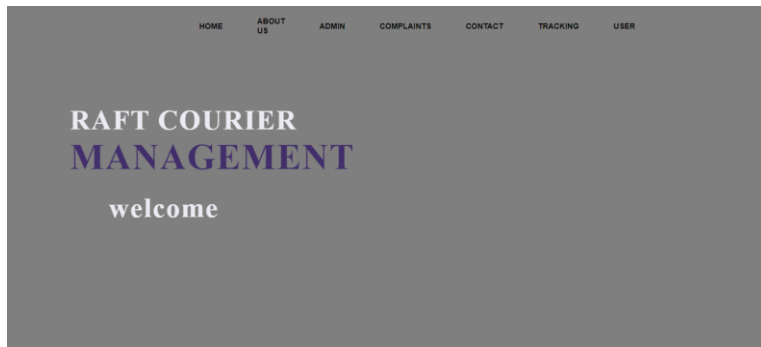 HOME ABOUT US ADMIN COMPLAINTS CONTACT TRACKING USER
RAFT COURIER
MANAGEMENT
welcome